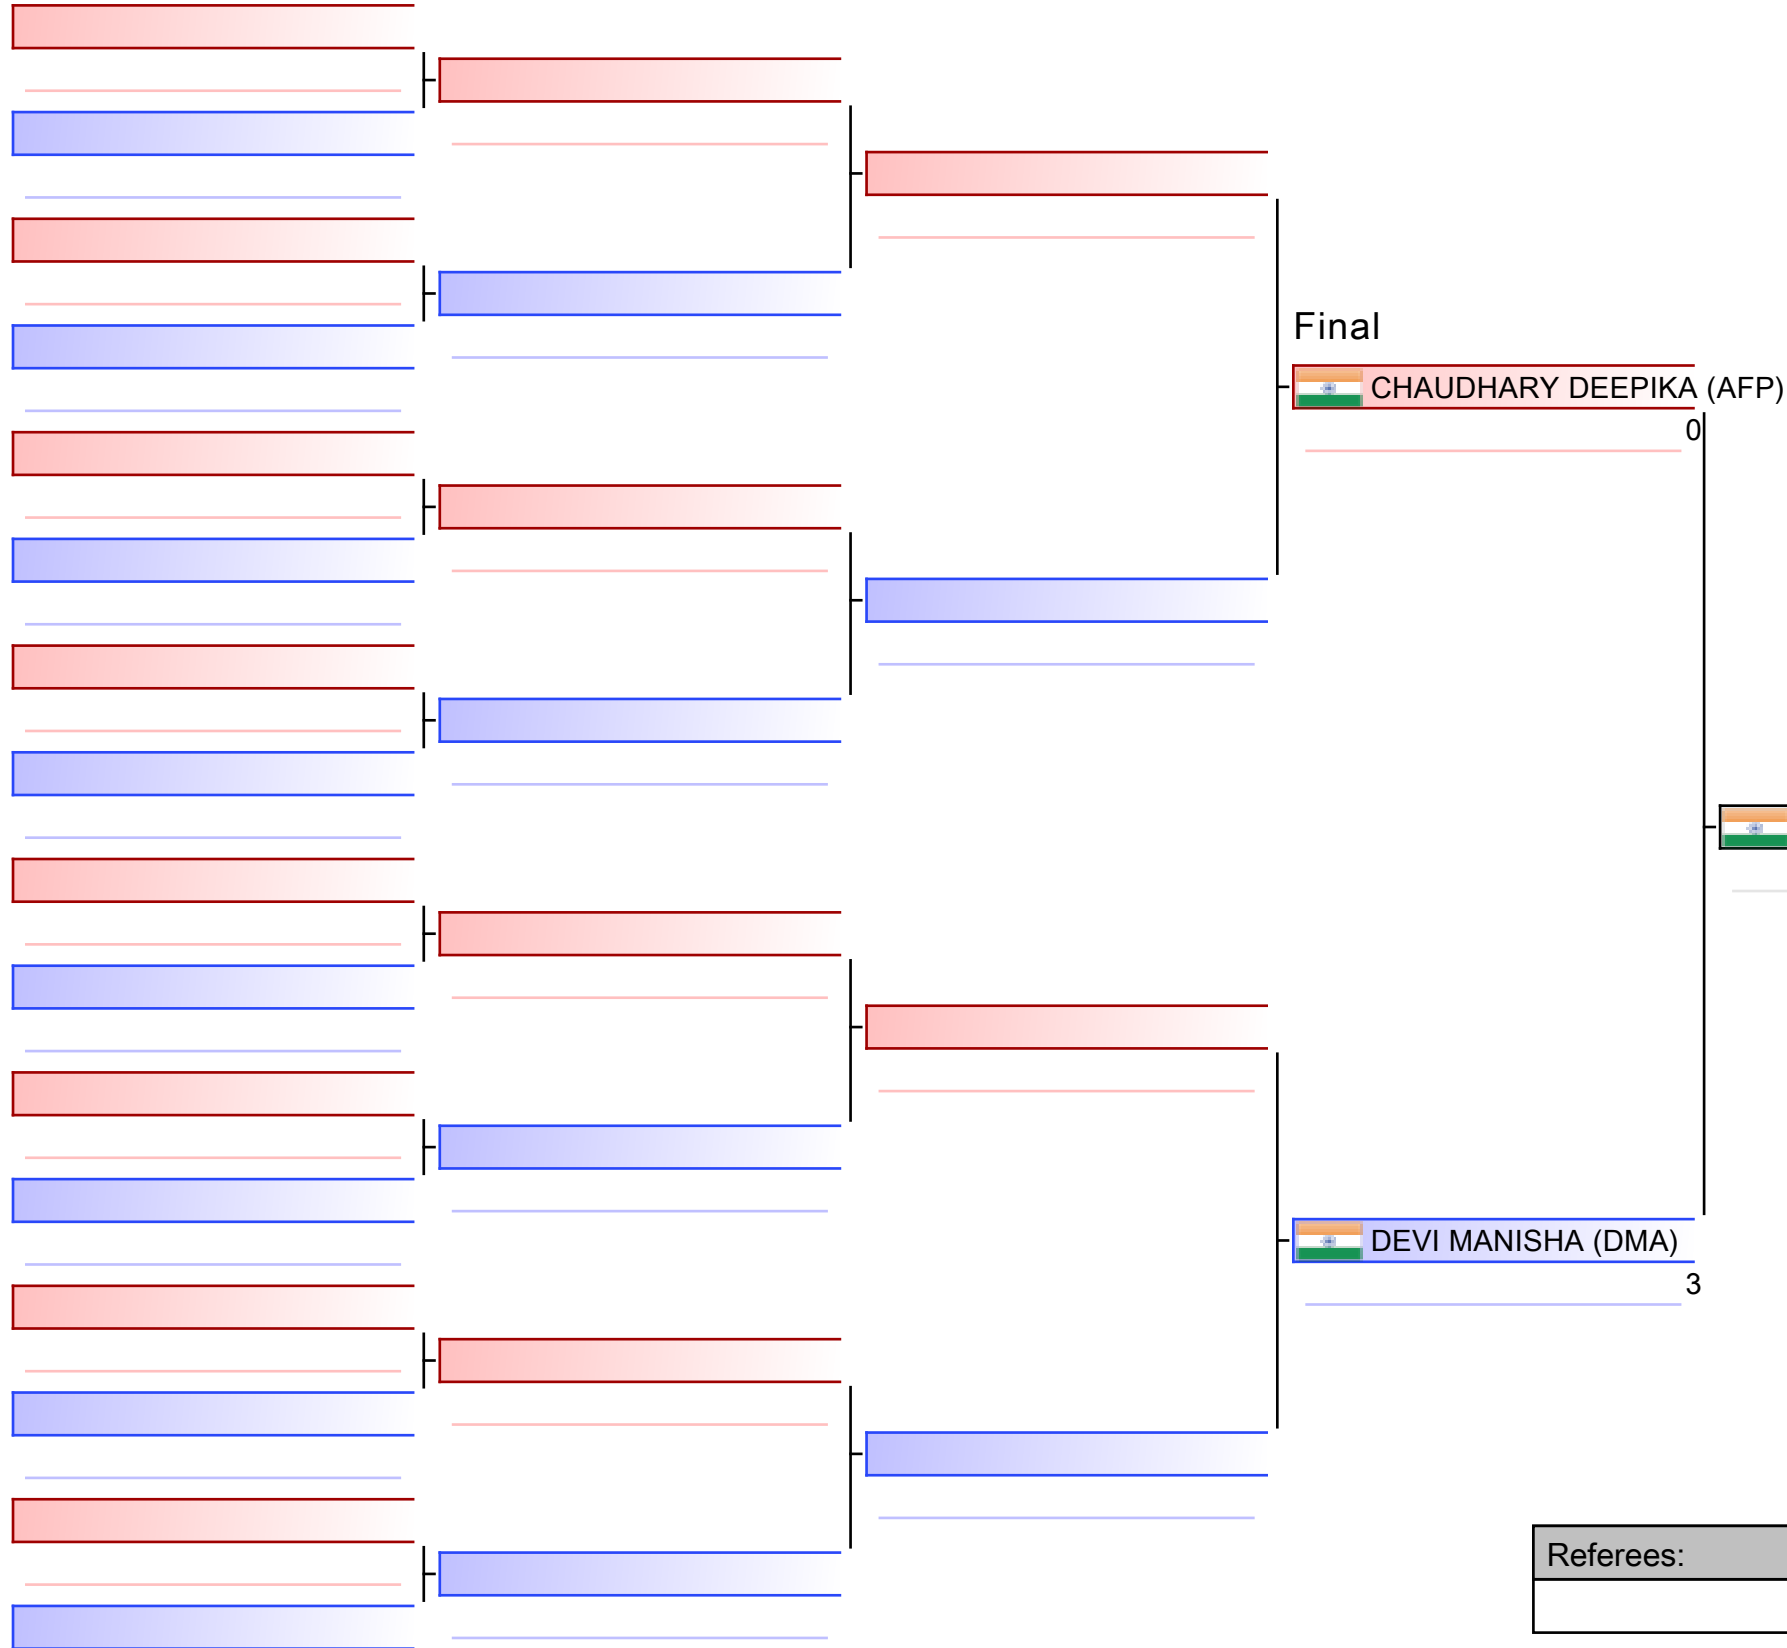 Final
CHAUDHARY DEEPIKA (AFP)
0
DEVI MANISHA (DMA)
3
Referees: